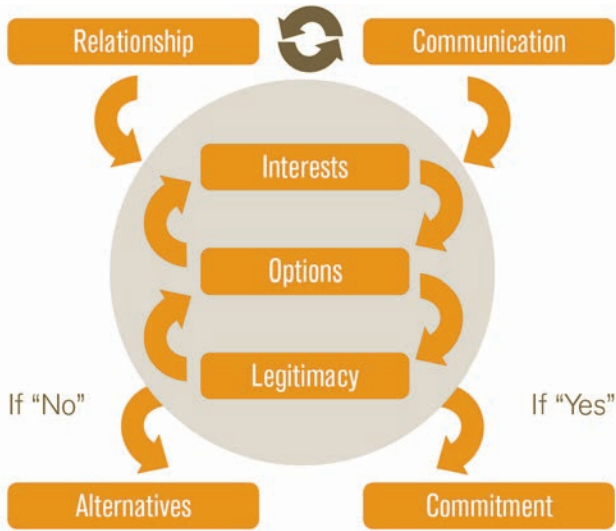 Relationship
Communication
Interests
Options
Legitimacy
If “No”
If “Yes”
Alternatives
Commitment